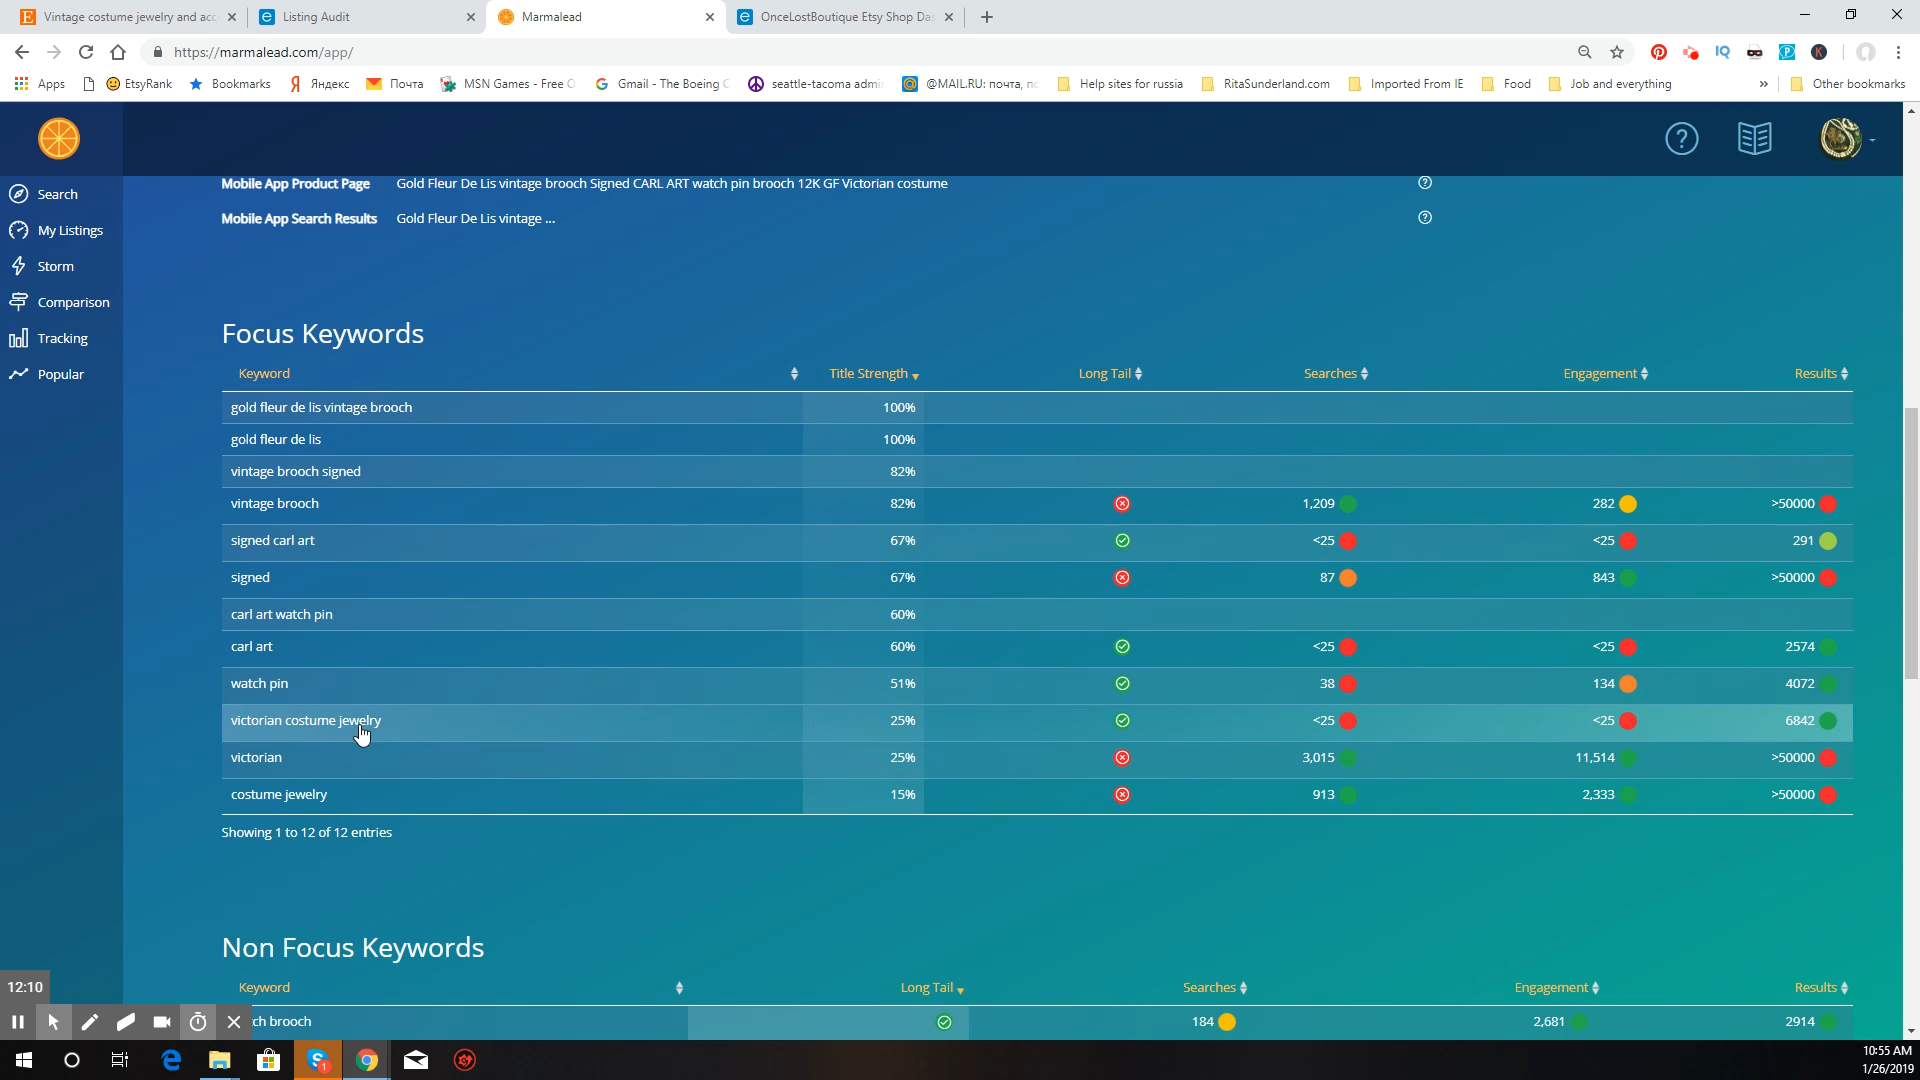 Vintage costume jewelry and acc
Listing Audit
Marmalead
OnceLostBoutique Etsy Shop Das
https://marmalead.com/app/
Apps
EtsyRank
Bookmarks
Яндекс
Почта
MSN Games - Free O
Gmail - The Boeing C
seattle-tacoma admi
@MAIL.RU: почта, по
Help sites for russia
RitaSunderland.com
Imported From IE
Food
Job and everything
»
Other bookmarks
Search
My Listings
Storm
Comparison
Tracking
Popular
Mobile App Product Page Gold Fleur De Lis vintage brooch Signed CARL ART watch pin brooch 12K GF Victorian costume
Mobile App Search Results Gold Fleur De Lis vintage ...
Focus Keywords
Keyword Title Strength Long Tail Searches Engagement Results
gold fleur de lis vintage brooch 100%
gold fleur de lis 100%
vintage brooch signed 82%
vintage brooch 82% 1,209 282 >50000
signed carl art 67% <25 <25 291
signed 67% 87 843 >50000
carl art watch pin 60%
carl art 60% <25 <25 2574
watch pin 51% 38 134 4072
victorian costume jewelry 25% <25 <25 6842
victorian 25% 3,015 11,514 >50000
costume jewelry 15% 913 2,333 >50000
Showing 1 to 12 of 12 entries
Non Focus Keywords
Keyword Long Tail Searches Engagement Results
ch brooch 184 2,681 2914
12:10
10:55 AM
1/26/2019